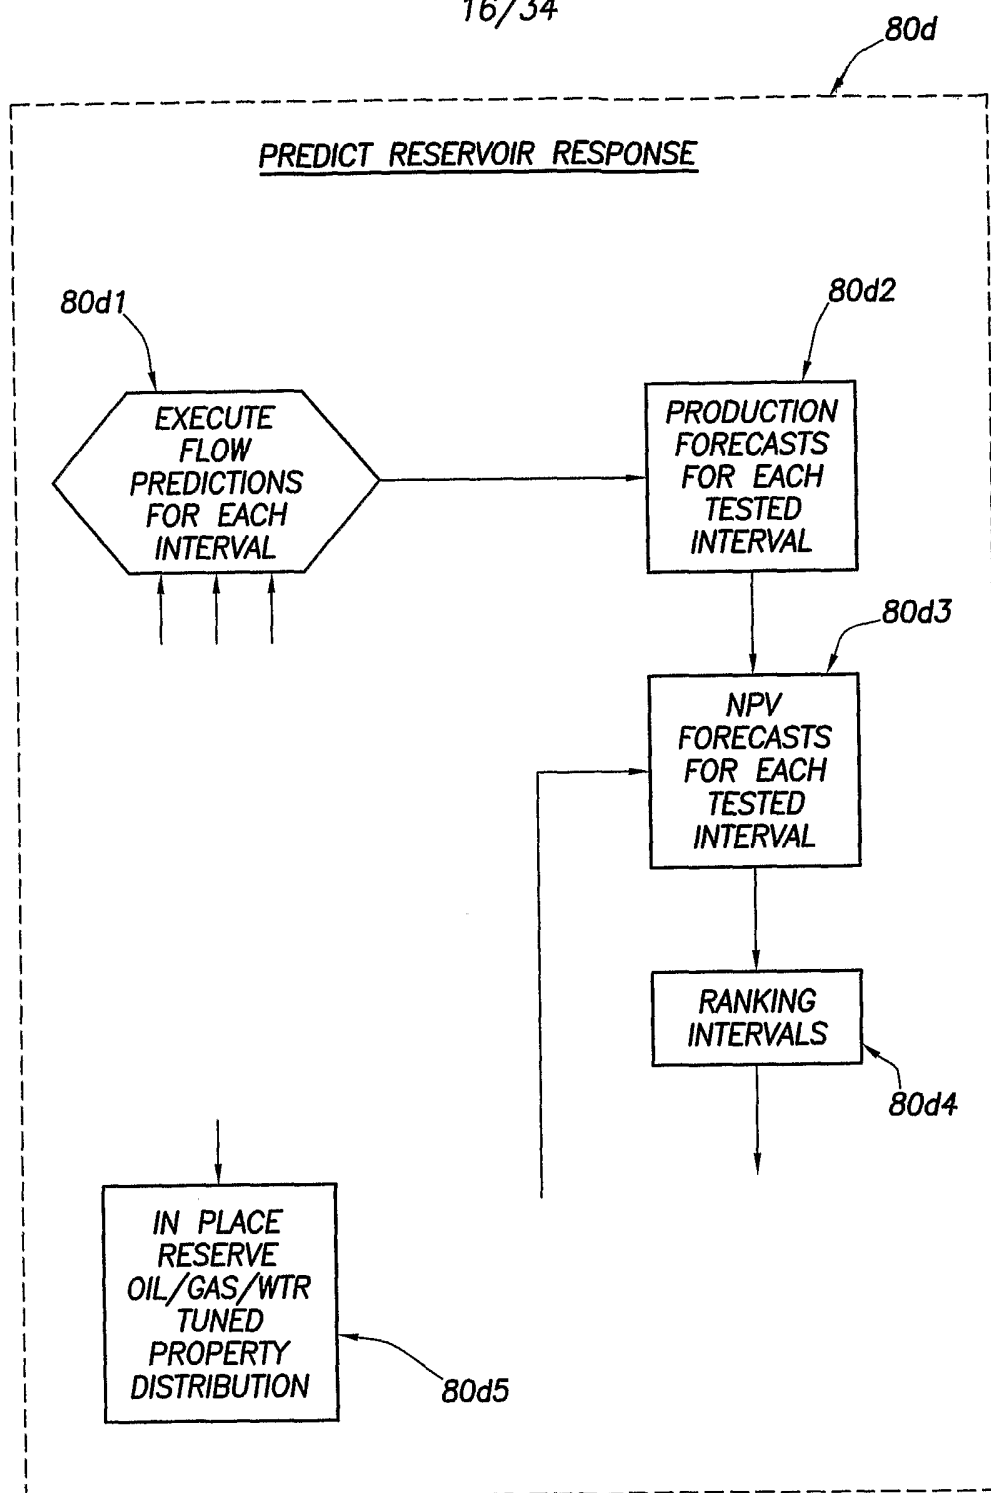 16/34
80d
PREDICT RESERVOIR RESPONSE
80d1
EXECUTE
FLOW
PREDICTIONS
FOR EACH
INTERVAL
80d2
PRODUCTION
FORECASTS
FOR EACH
TESTED
INTERVAL
80d3
NPV
FORECASTS
FOR EACH
TESTED
INTERVAL
RANKING
INTERVALS
80d4
IN PLACE
RESERVE
OIL/GAS/WTR
TUNED
PROPERTY
DISTRIBUTION
80d5